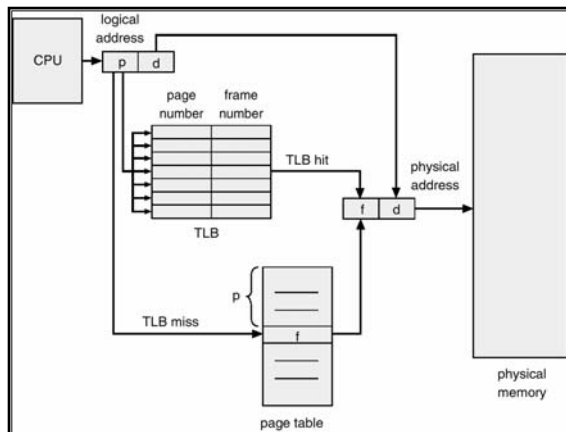 logical
address
CPU
p d
page
number
frame
number
TLB hit
physical
address
f d
TLB
p
TLB miss
f
physical
memory
page table